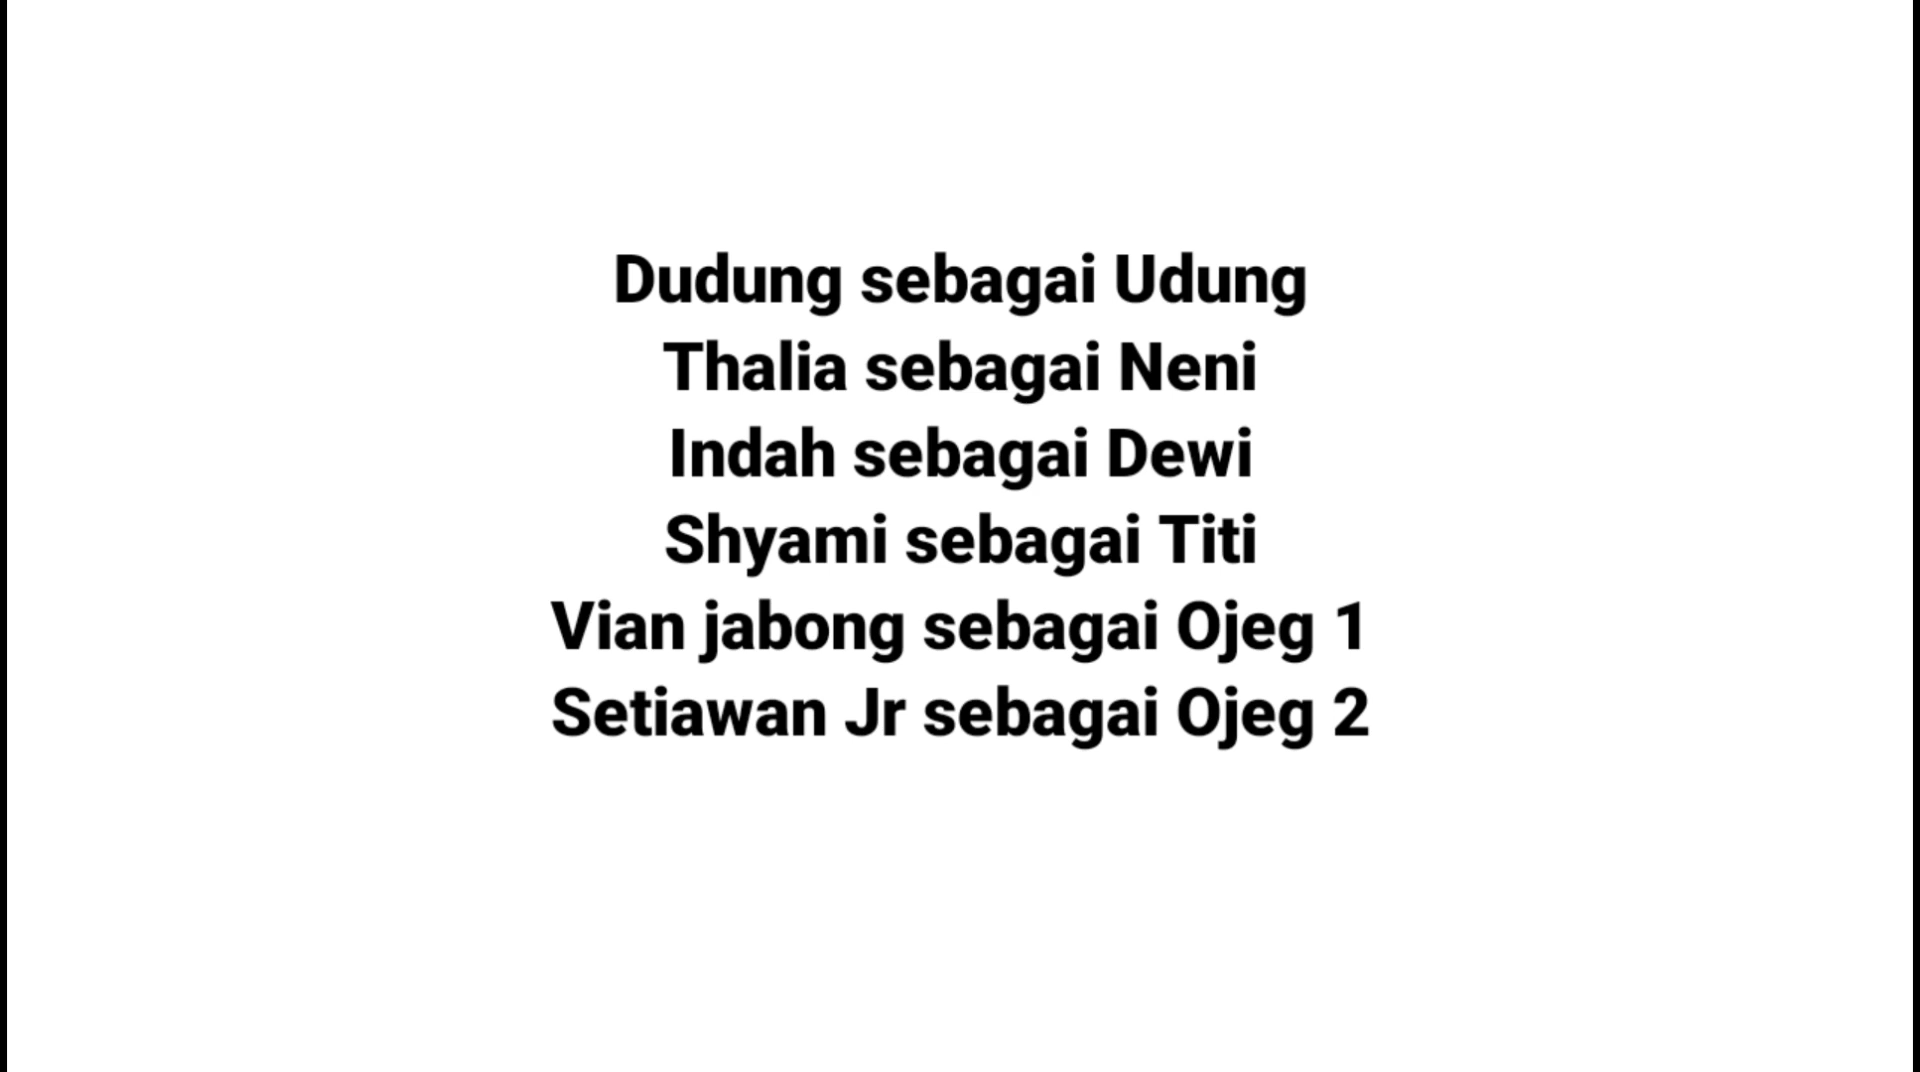 Dudung sebagai Udung
Thalia sebagai Neni
Indah sebagai Dewi
Shyami sebagai Titi
Vian jabong sebagai Ojeg 1
Setiawan Jr sebagai Ojeg 2